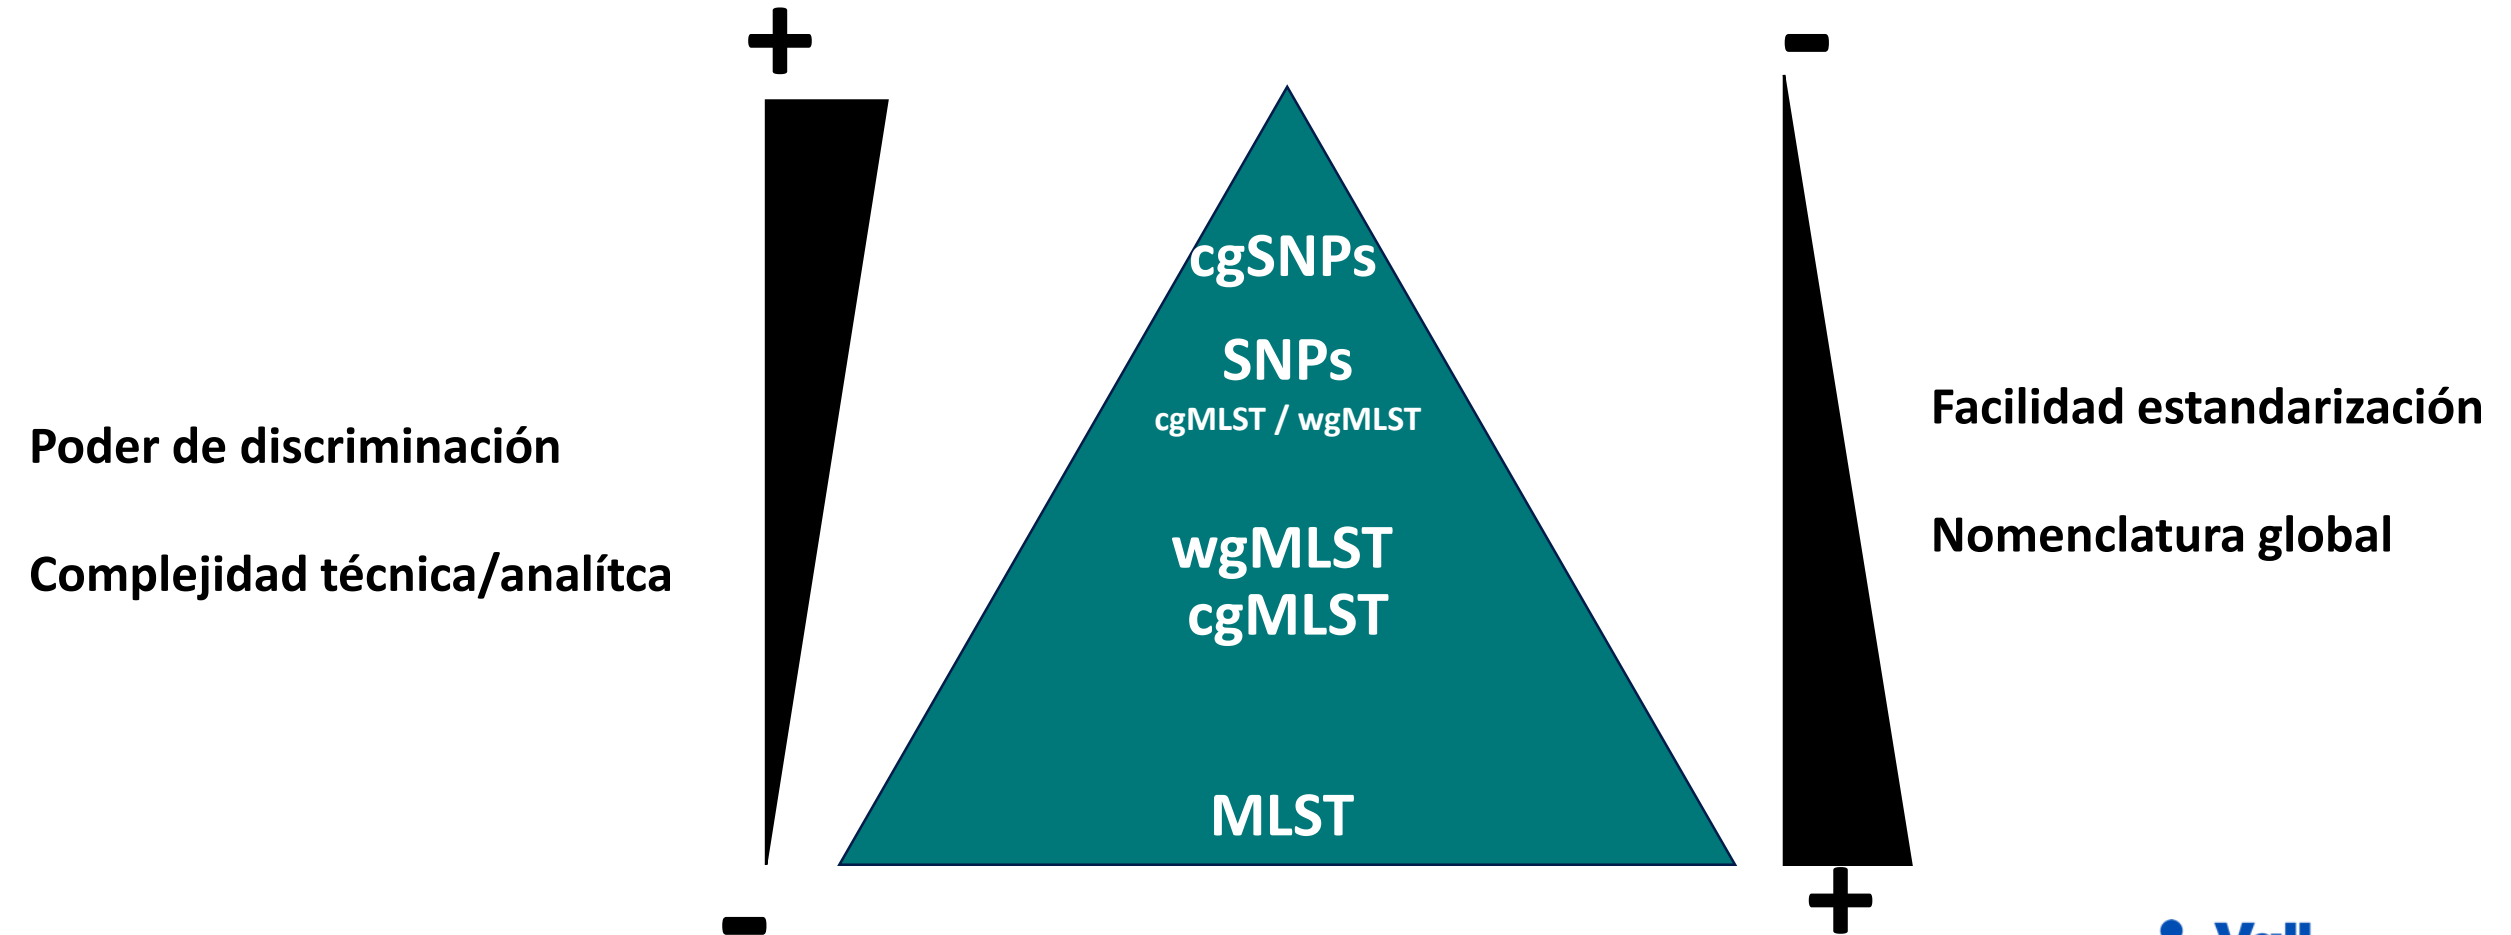 +
-
cgSNPs
SNPs
cgMLST / wgMLST
Facilidad estandarización
Poder de discriminación
wgMLST
Nomenclatura global
Complejidad técnica/analítca
cgMLST
MLST
+
-